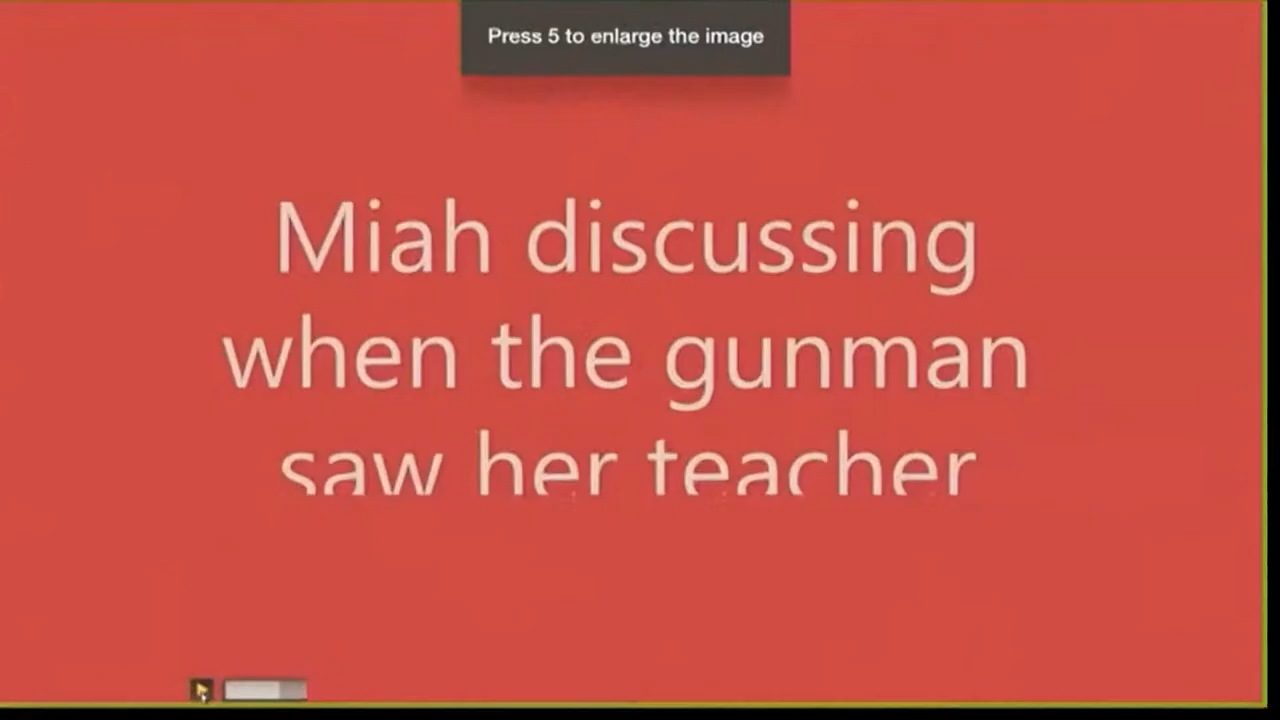 Press 5 to enlarge the image
Miah discussing
when the gunman
saw her teacher